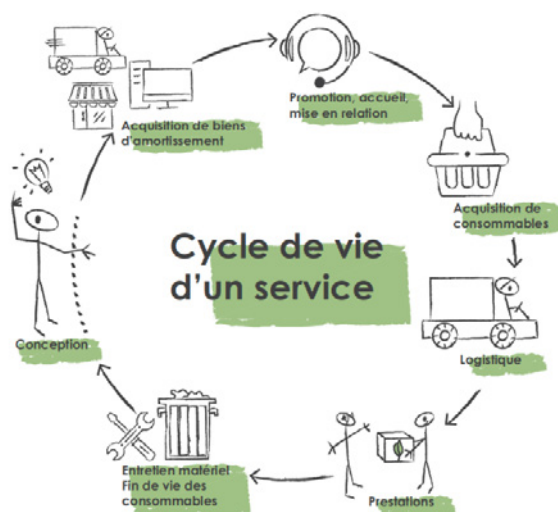 Cycle de vie
d'un service
Conception
Acquisition de biens
d'amortissement
Promotion, accueil,
mise en relation
Acquisition de
consommables
Logistique
Prestations
Entretien matériel
Fin de vie des
consommables